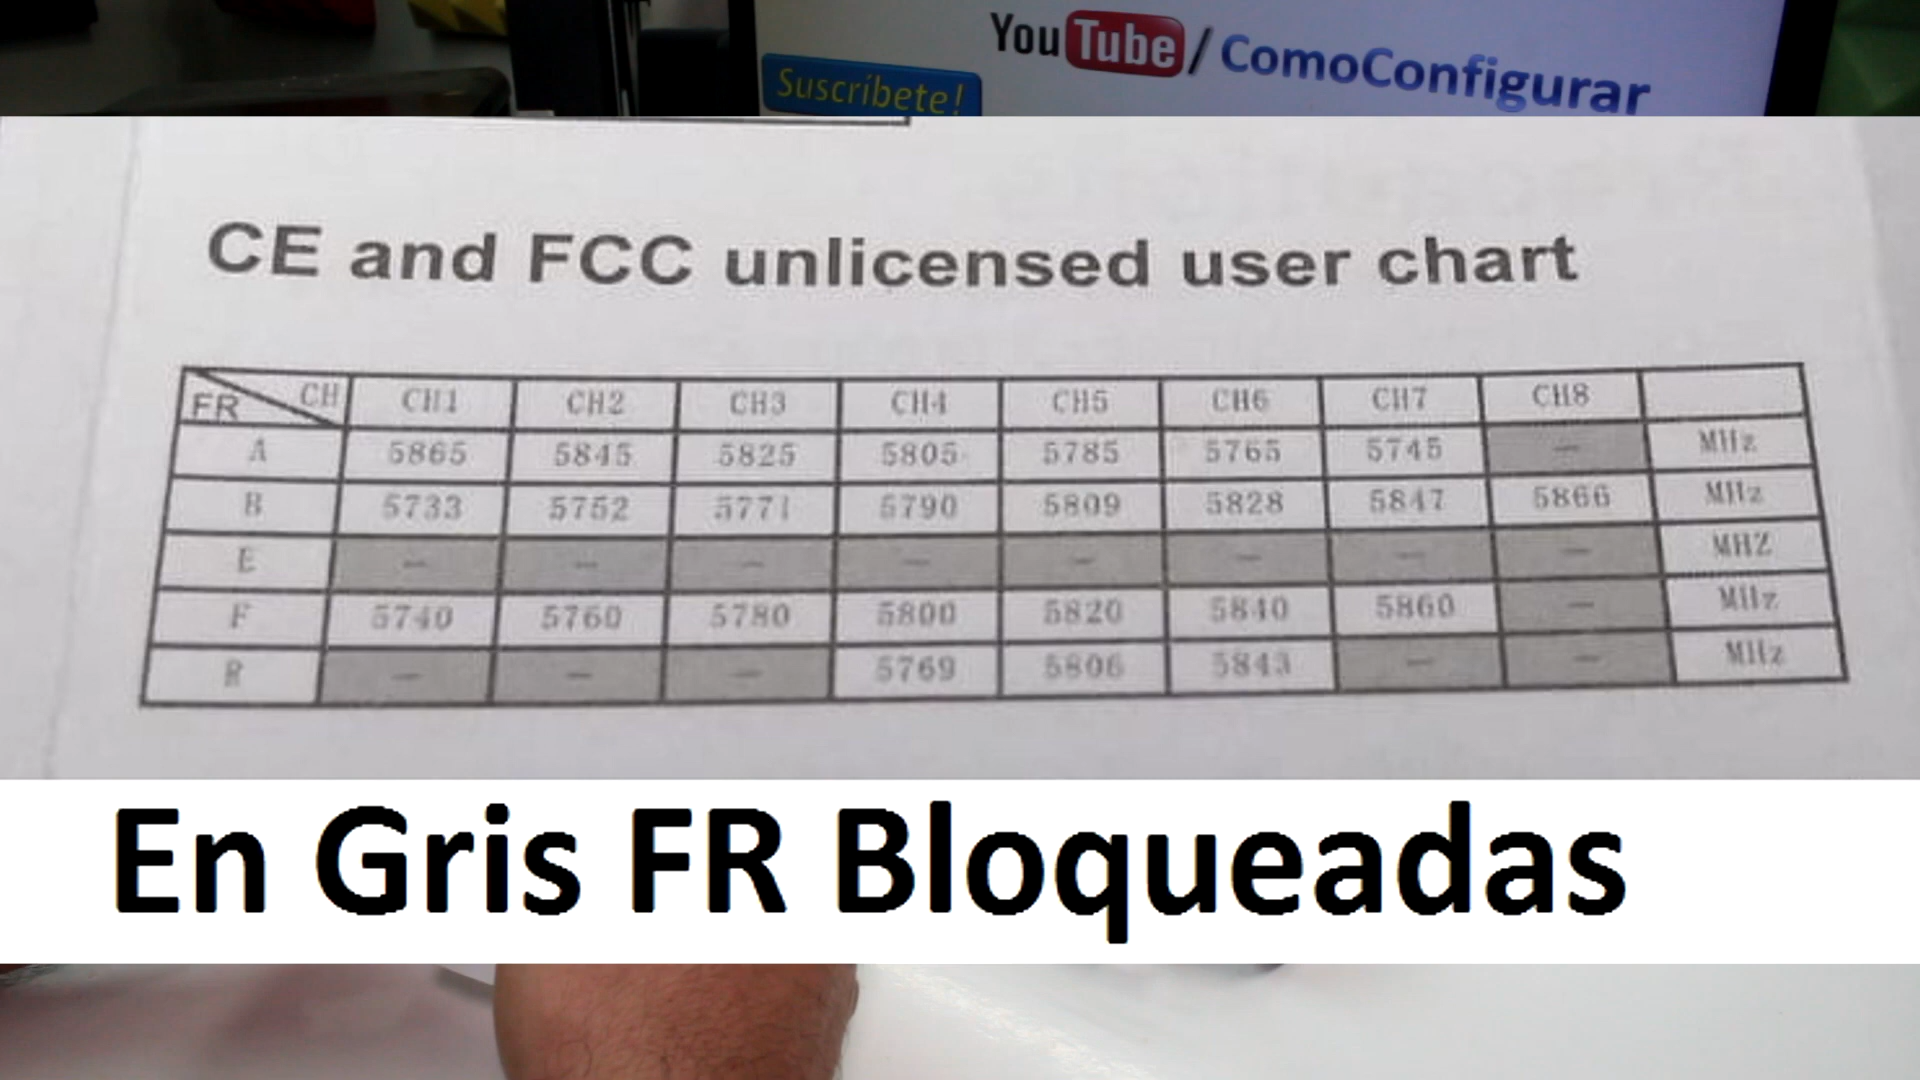 YouTube / ComoConfigurar
Suscríbete!
CE and FCC unlicensed user chart
FR CH CH1 CH2 CH3 CH4 CH5 CH6 CH7 CH8
A 5865 5845 5825 5805 5785 5765 5745 — MHz
B 5733 5752 5771 5790 5809 5828 5847 5866 MHz
E — — — — — — — — MHZ
F 5740 5760 5780 5800 5820 5840 5860 — MHz
R — — — 5769 5806 5843 — — MHz
En Gris FR Bloqueadas